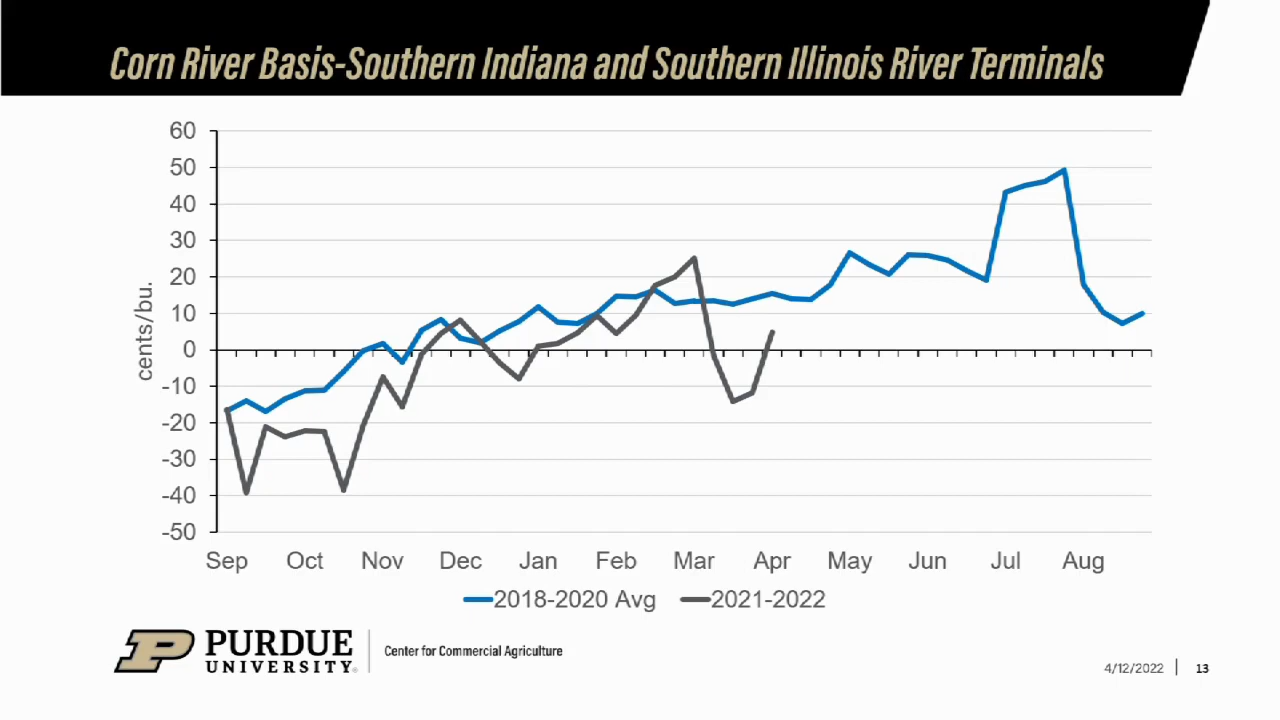 Corn River Basis-Southern Indiana and Southern Illinois River Terminals
60
50
40
30
20
10
0
-10
-20
-30
-40
-50
cents/bu.
Sep Oct Nov Dec Jan Feb Mar Apr May Jun Jul Aug
2018-2020 Avg 2021-2022
P PURDUE UNIVERSITY®
Center for Commercial Agriculture
4/12/2022 | 13